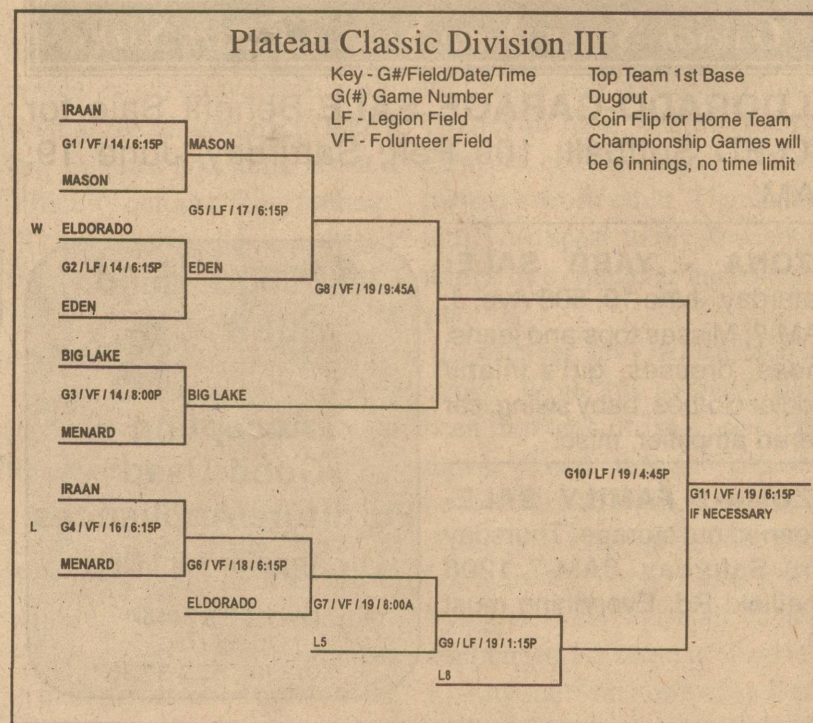 Plateau Classic Division III
Key - G#/Field/Date/Time
G(#) Game Number
LF - Legion Field
VF - Folunteer Field
Top Team 1st Base
Dugout
Coin Flip for Home Team
Championship Games will
be 6 innings, no time limit
IRAAN
G1 / VF / 14 / 6:15P
MASON
MASON
G5 / LF / 17 / 6:15P
W
ELDORADO
G2 / LF / 14 / 6:15P
EDEN
EDEN
G8 / VF / 19 / 9:45A
BIG LAKE
G3 / VF / 14 / 8:00P
BIG LAKE
MENARD
G10 / LF / 19 / 4:45P
G11 / VF / 19 / 6:15P
IF NECESSARY
IRAAN
L
G4 / VF / 16 / 6:15P
MENARD
G6 / VF / 18 / 6:15P
ELDORADO
G7 / VF / 19 / 8:00A
L5
G9 / LF / 19 / 1:15P
L8